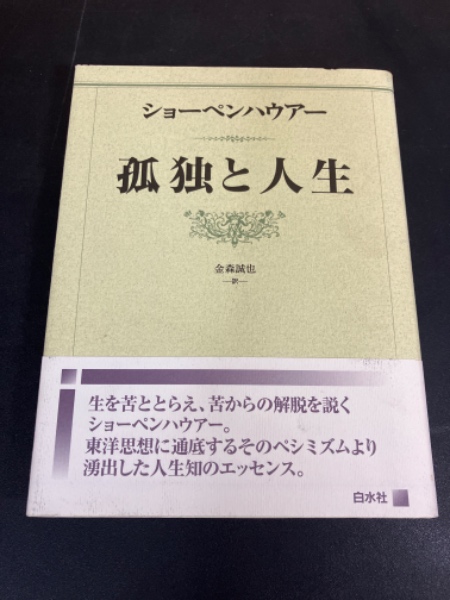 ショーペンハウアー
孤独と人生
金森誠也
―訳―
生を苦ととらえ、苦からの解脱を説く
ショーペンハウアー。
東洋思想に通底するそのペシミズムより
湧出した人生知のエッセンス。
白水社